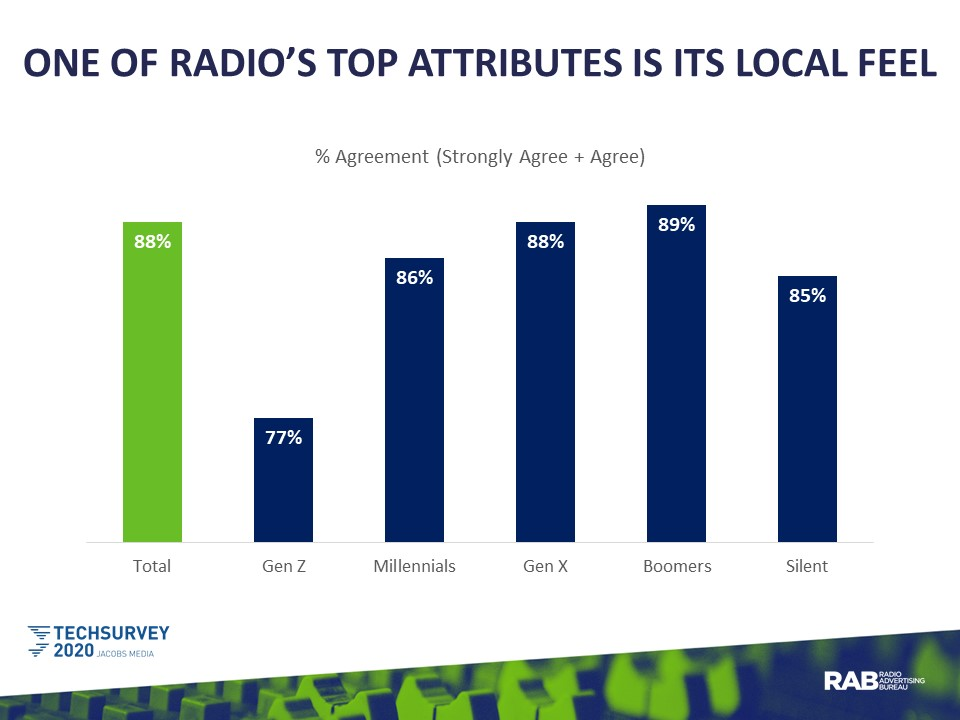 ONE OF RADIO’S TOP ATTRIBUTES IS ITS LOCAL FEEL
% Agreement (Strongly Agree + Agree)
88%
77%
86%
88%
89%
85%
Total
Gen Z
Millennials
Gen X
Boomers
Silent
TECHSURVEY
2020 JACOBS MEDIA
RAB RADIO ADVERTISING BUREAU